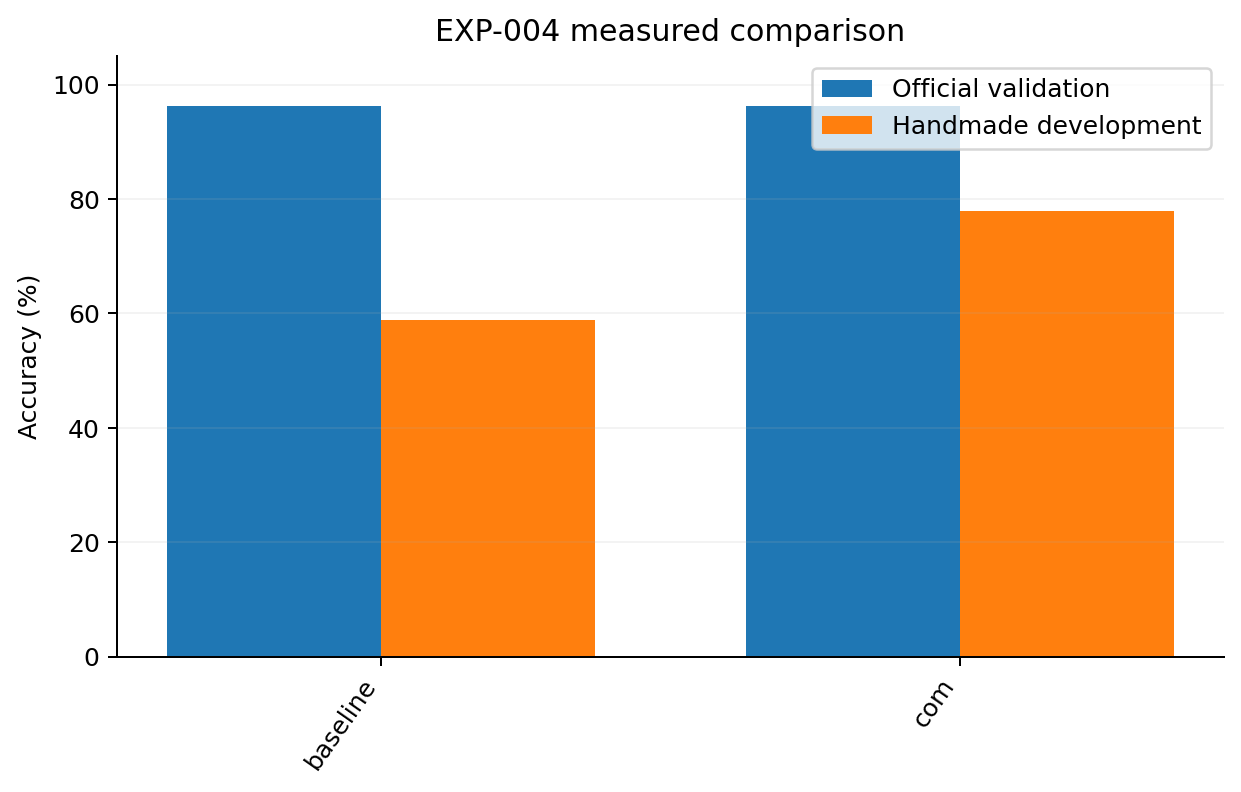 EXP-004 measured comparison
Official validation
Handmade development
Accuracy (%)
100
80
60
40
20
0
baseline
com